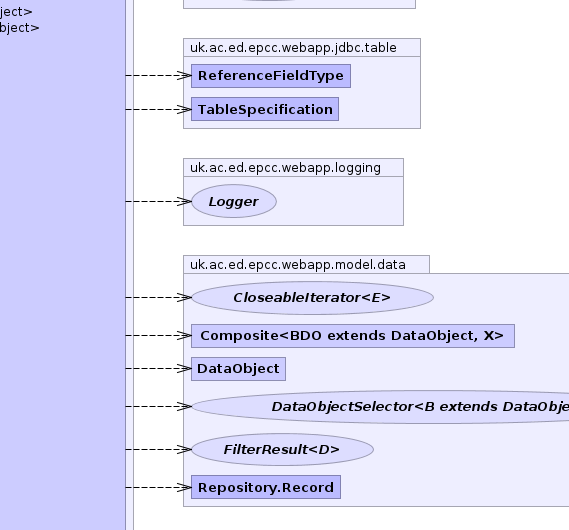 ject>
bject>
uk.ac.ed.epcc.webapp.jdbc.table
ReferenceFieldType
TableSpecification
uk.ac.ed.epcc.webapp.logging
Logger
uk.ac.ed.epcc.webapp.model.data
CloseableIterator<E>
Composite<BDO extends DataObject, X>
DataObject
DataObjectSelector<B extends DataObje
FilterResult<D>
Repository.Record